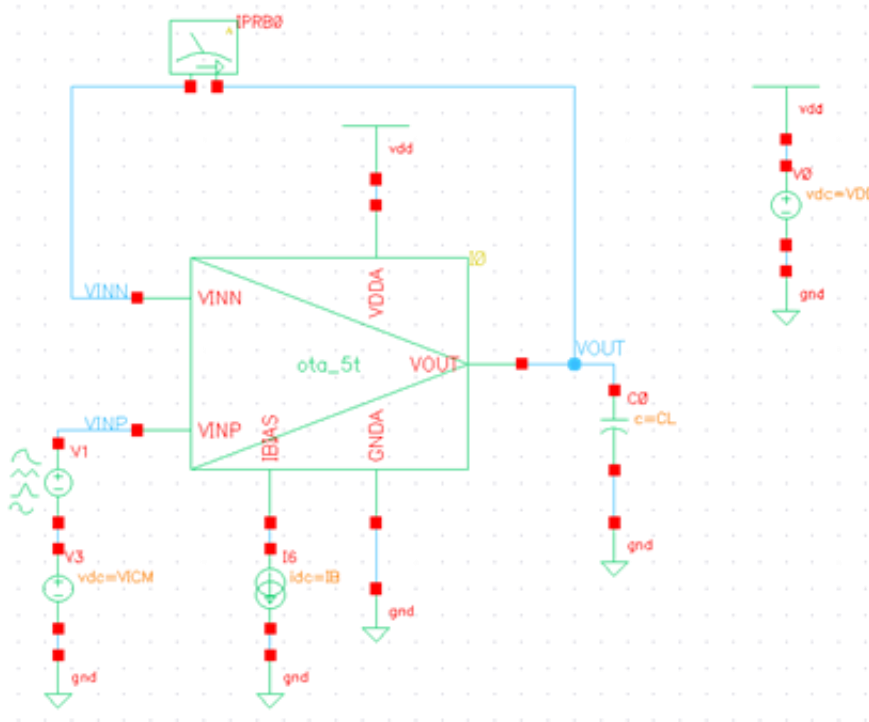 IPRB0
A
vdd
vdd
V0
vdc=VDD
gnd
I0
VINN
VINN
VDDA
ota_5t
VOUT
VOUT
C0
c=CL
gnd
VINP
VINP
IBIAS
GNDA
V1
V3
vdc=VICM
gnd
I6
idc=IB
gnd
gnd